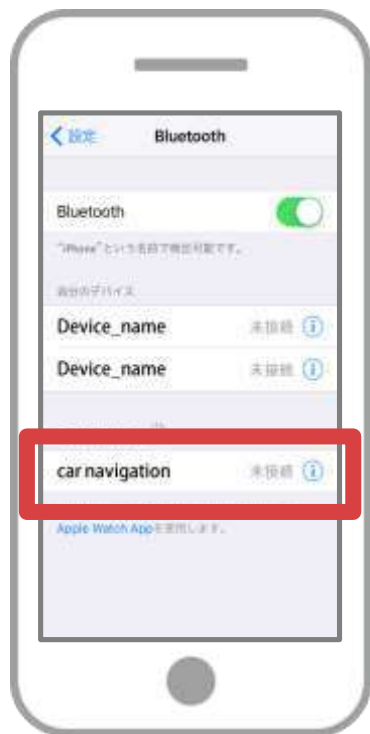 設定 Bluetooth
Bluetooth
"iPhone"という名前で検出可能です。
自分のデバイス
Device_name 未接続
Device_name 未接続
car navigation 未接続
Apple Watch Appを使用します。